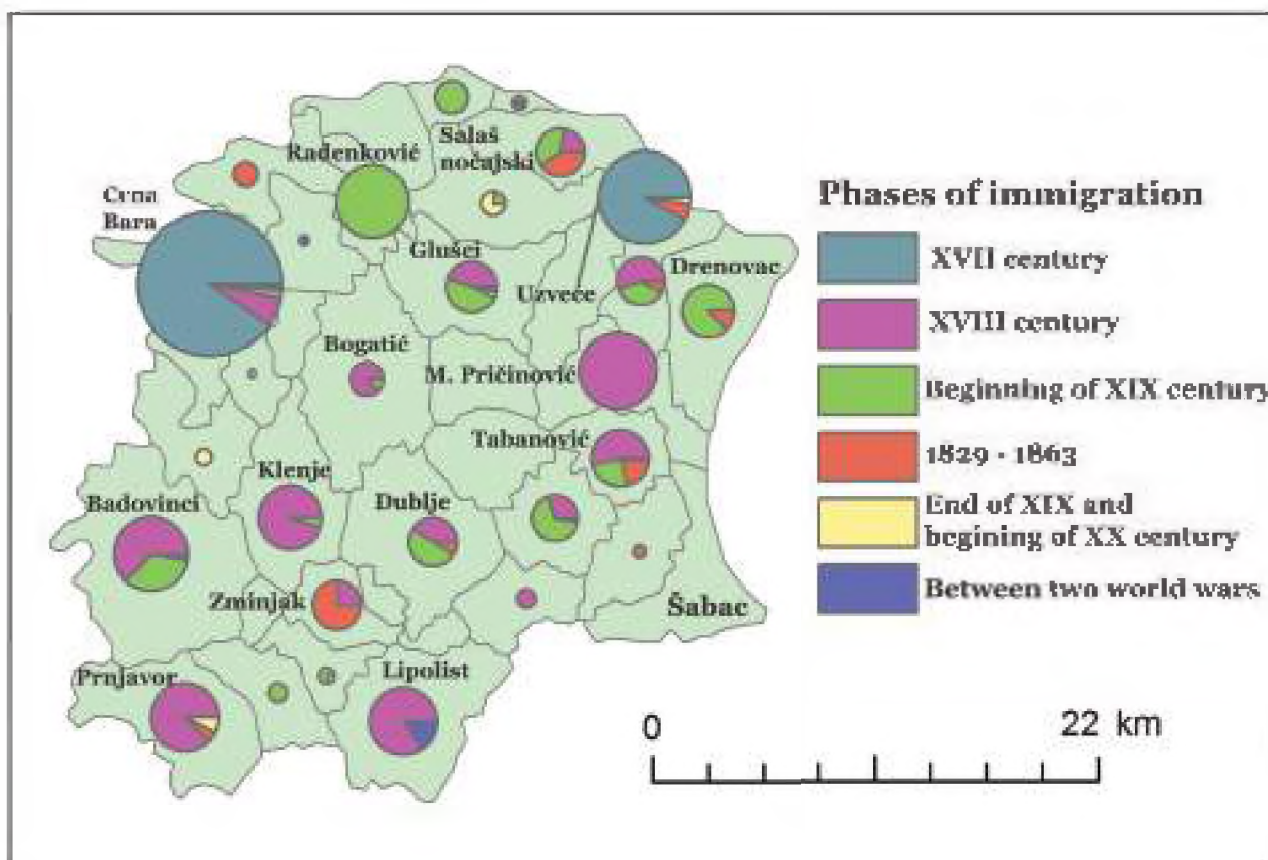 Salaš
nočajski
Radenković
Crna
Bara
Glušci
Uzveće
Drenovac
Bogatić
M. Pričinović
Tabanović
Klenje
Badovinci
Dublje
Zminjak
Šabac
Prnjavor
Lipolist
Phases of immigration
XVII century
XVIII century
Beginning of XIX century
1829 - 1863
End of XIX and
begining of XX century
Between two world wars
0
22 km